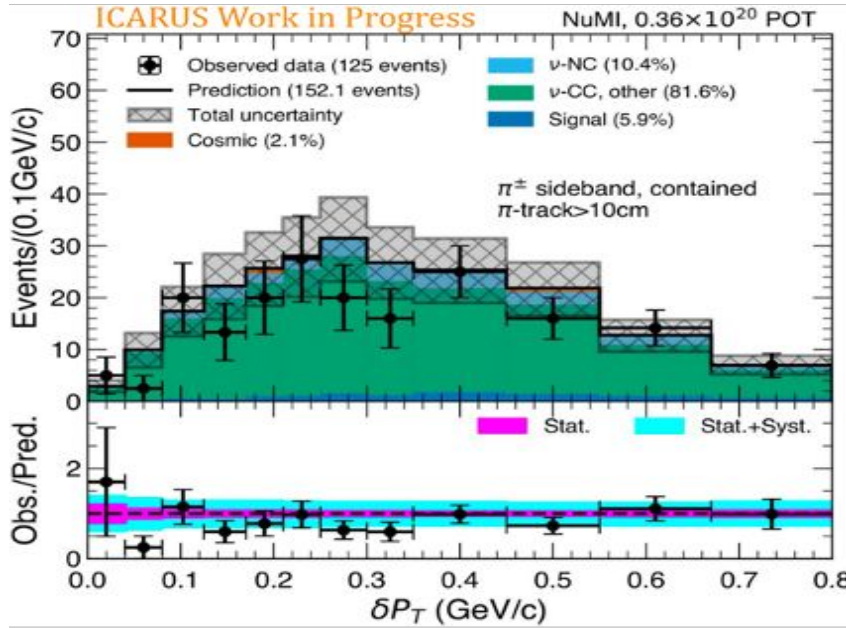 ICARUS Work in Progress
NuMI, 0.36×10²⁰ POT
Observed data (125 events)
Prediction (152.1 events)
Total uncertainty
Cosmic (2.1%)
ν-NC (10.4%)
ν-CC, other (81.6%)
Signal (5.9%)
π± sideband, contained
π-track>10cm
Events/(0.1GeV/c)
70
60
50
40
30
20
10
0
Stat.
Stat.+Syst.
Obs./Pred.
2
0
0.0 0.1 0.2 0.3 0.4 0.5 0.6 0.7 0.8
δP_T (GeV/c)